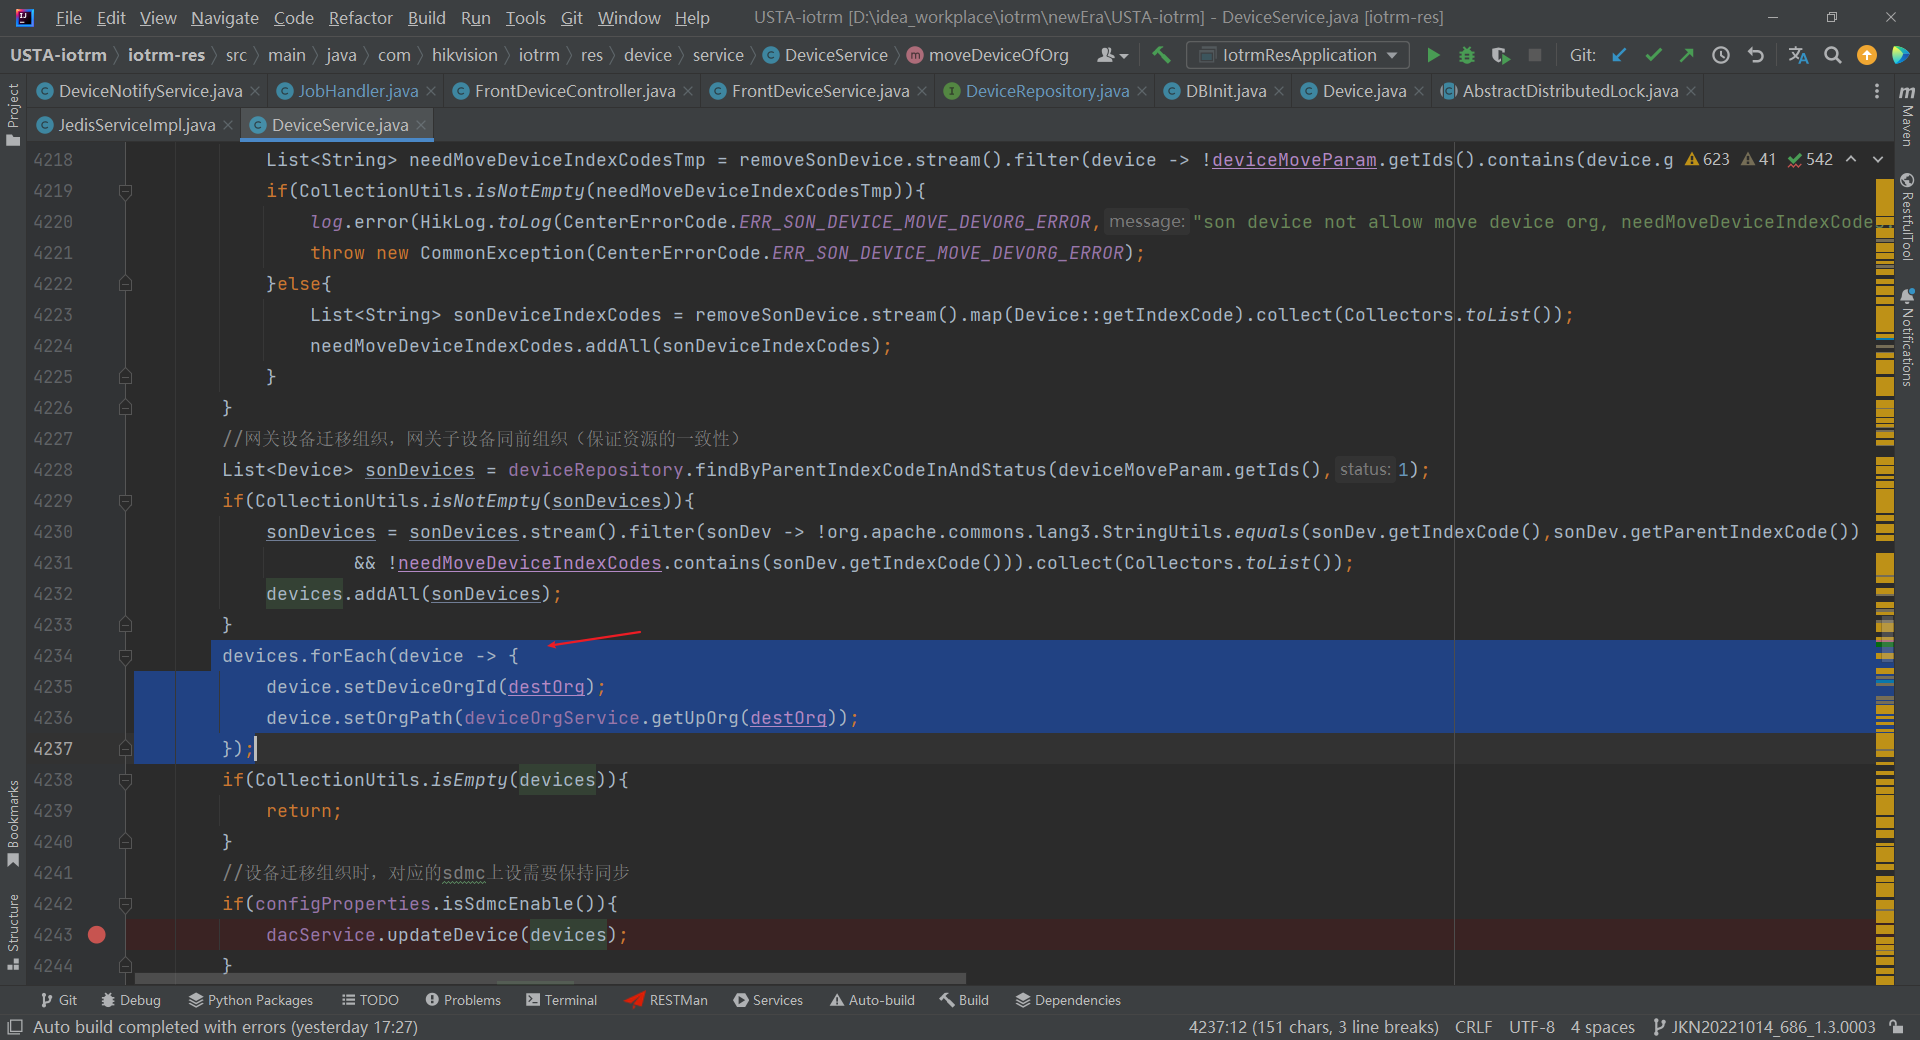 File Edit View Navigate Code Refactor Build Run Tools Git Window Help USTA-iotrm [D:\idea_workplace\iotrm\newEra\USTA-iotrm] - DeviceService.java [iotrm-res]
USTA-iotrm iotrm-res src main java com hikvision iotrm res device service DeviceService moveDeviceOfOrg IotrmResApplication Git:
DeviceNotifyService.java JobHandler.java FrontDeviceController.java FrontDeviceService.java DeviceRepository.java DBInit.java Device.java AbstractDistributedLock.java
JedisServiceImpl.java DeviceService.java
Project
Bookmarks
Structure
Maven
RestfulTool
Notifications
623 41 542
4218 List<String> needMoveDeviceIndexCodesTmp = removeSonDevice.stream().filter(device -> !deviceMoveParam.getIds().contains(device.g
4219 if(CollectionUtils.isNotEmpty(needMoveDeviceIndexCodesTmp)){
4220 log.error(HikLog.toLog(CenterErrorCode.ERR_SON_DEVICE_MOVE_DEVORG_ERROR, message: "son device not allow move device org, needMoveDeviceIndexCode
4221 throw new CommonException(CenterErrorCode.ERR_SON_DEVICE_MOVE_DEVORG_ERROR);
4222 }else{
4223 List<String> sonDeviceIndexCodes = removeSonDevice.stream().map(Device::getIndexCode).collect(Collectors.toList());
4224 needMoveDeviceIndexCodes.addAll(sonDeviceIndexCodes);
4225 }
4226 }
4227 //网关设备迁移组织，网关子设备同前组织（保证资源的一致性）
4228 List<Device> sonDevices = deviceRepository.findByParentIndexCodeInAndStatus(deviceMoveParam.getIds(), status: 1);
4229 if(CollectionUtils.isNotEmpty(sonDevices)){
4230 sonDevices = sonDevices.stream().filter(sonDev -> !org.apache.commons.lang3.StringUtils.equals(sonDev.getIndexCode(),sonDev.getParentIndexCode())
4231 && !needMoveDeviceIndexCodes.contains(sonDev.getIndexCode())).collect(Collectors.toList());
4232 devices.addAll(sonDevices);
4233 }
4234 devices.forEach(device -> {
4235 device.setDeviceOrgId(destOrg);
4236 device.setOrgPath(deviceOrgService.getUpOrg(destOrg));
4237 });
4238 if(CollectionUtils.isEmpty(devices)){
4239 return;
4240 }
4241 //设备迁移组织时，对应的sdmc上设需要保持同步
4242 if(configProperties.isSdmcEnable()){
4243 dacService.updateDevice(devices);
4244 }
Git Debug Python Packages TODO Problems Terminal RESTMan Services Auto-build Build Dependencies
Auto build completed with errors (yesterday 17:27) 4237:12 (151 chars, 3 line breaks) CRLF UTF-8 4 spaces JKN20221014_686_1.3.0003